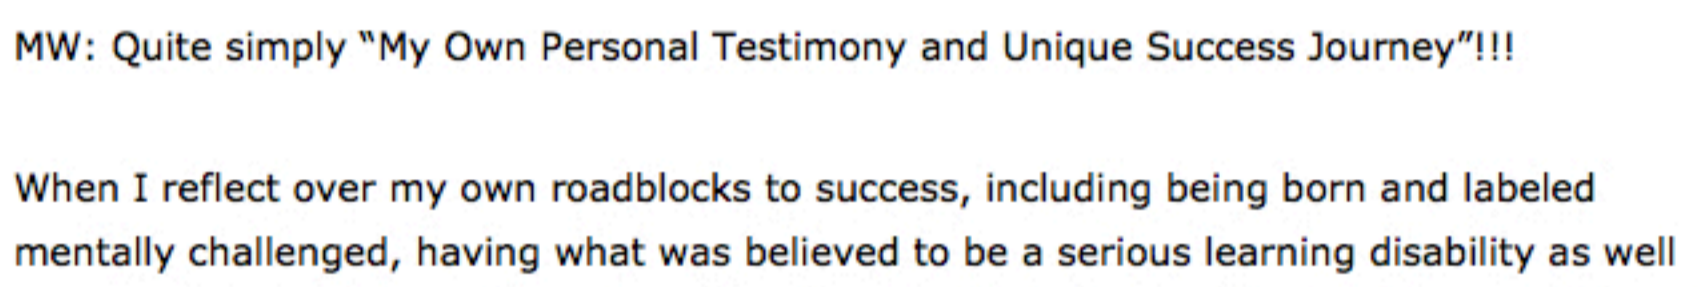 MW: Quite simply “My Own Personal Testimony and Unique Success Journey”!!!
When I reflect over my own roadblocks to success, including being born and labeled
mentally challenged, having what was believed to be a serious learning disability as well